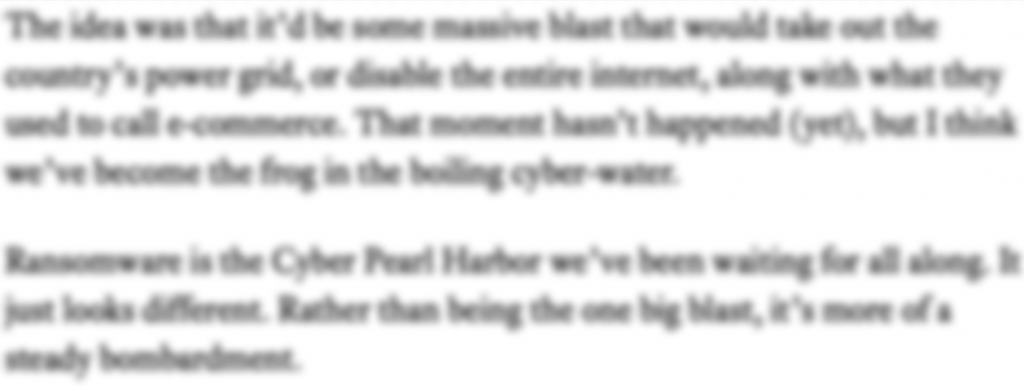 The idea was that it’d be some massive blast that would take out the
country’s power grid, or disable the entire internet, along with what they
used to call e-commerce. That moment hasn’t happened (yet), but I think
we’ve become the frog in the boiling cyber-water.
Ransomware is the Cyber Pearl Harbor we’ve been waiting for all along. It
just looks different. Rather than being the one big blast, it’s more of a
steady bombardment.